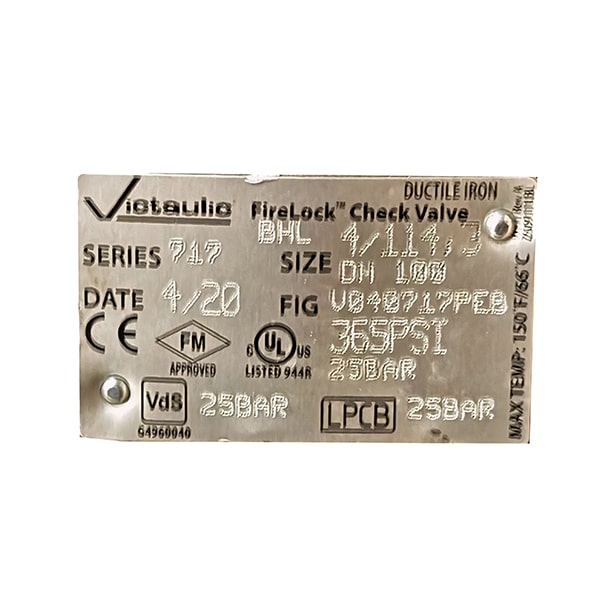 DUCTILE IRON
Victaulic FireLock™ Check Valve
BHL 4/114,3
SERIES 717 SIZE DN 100
DATE 4/20 FIG V040717PEB
CE FM APPROVED C UL US LISTED 944R
365PSI
25BAR
VdS 25BAR LPCB 25BAR
G4960040
MAX TEMP: 150°F/66°C